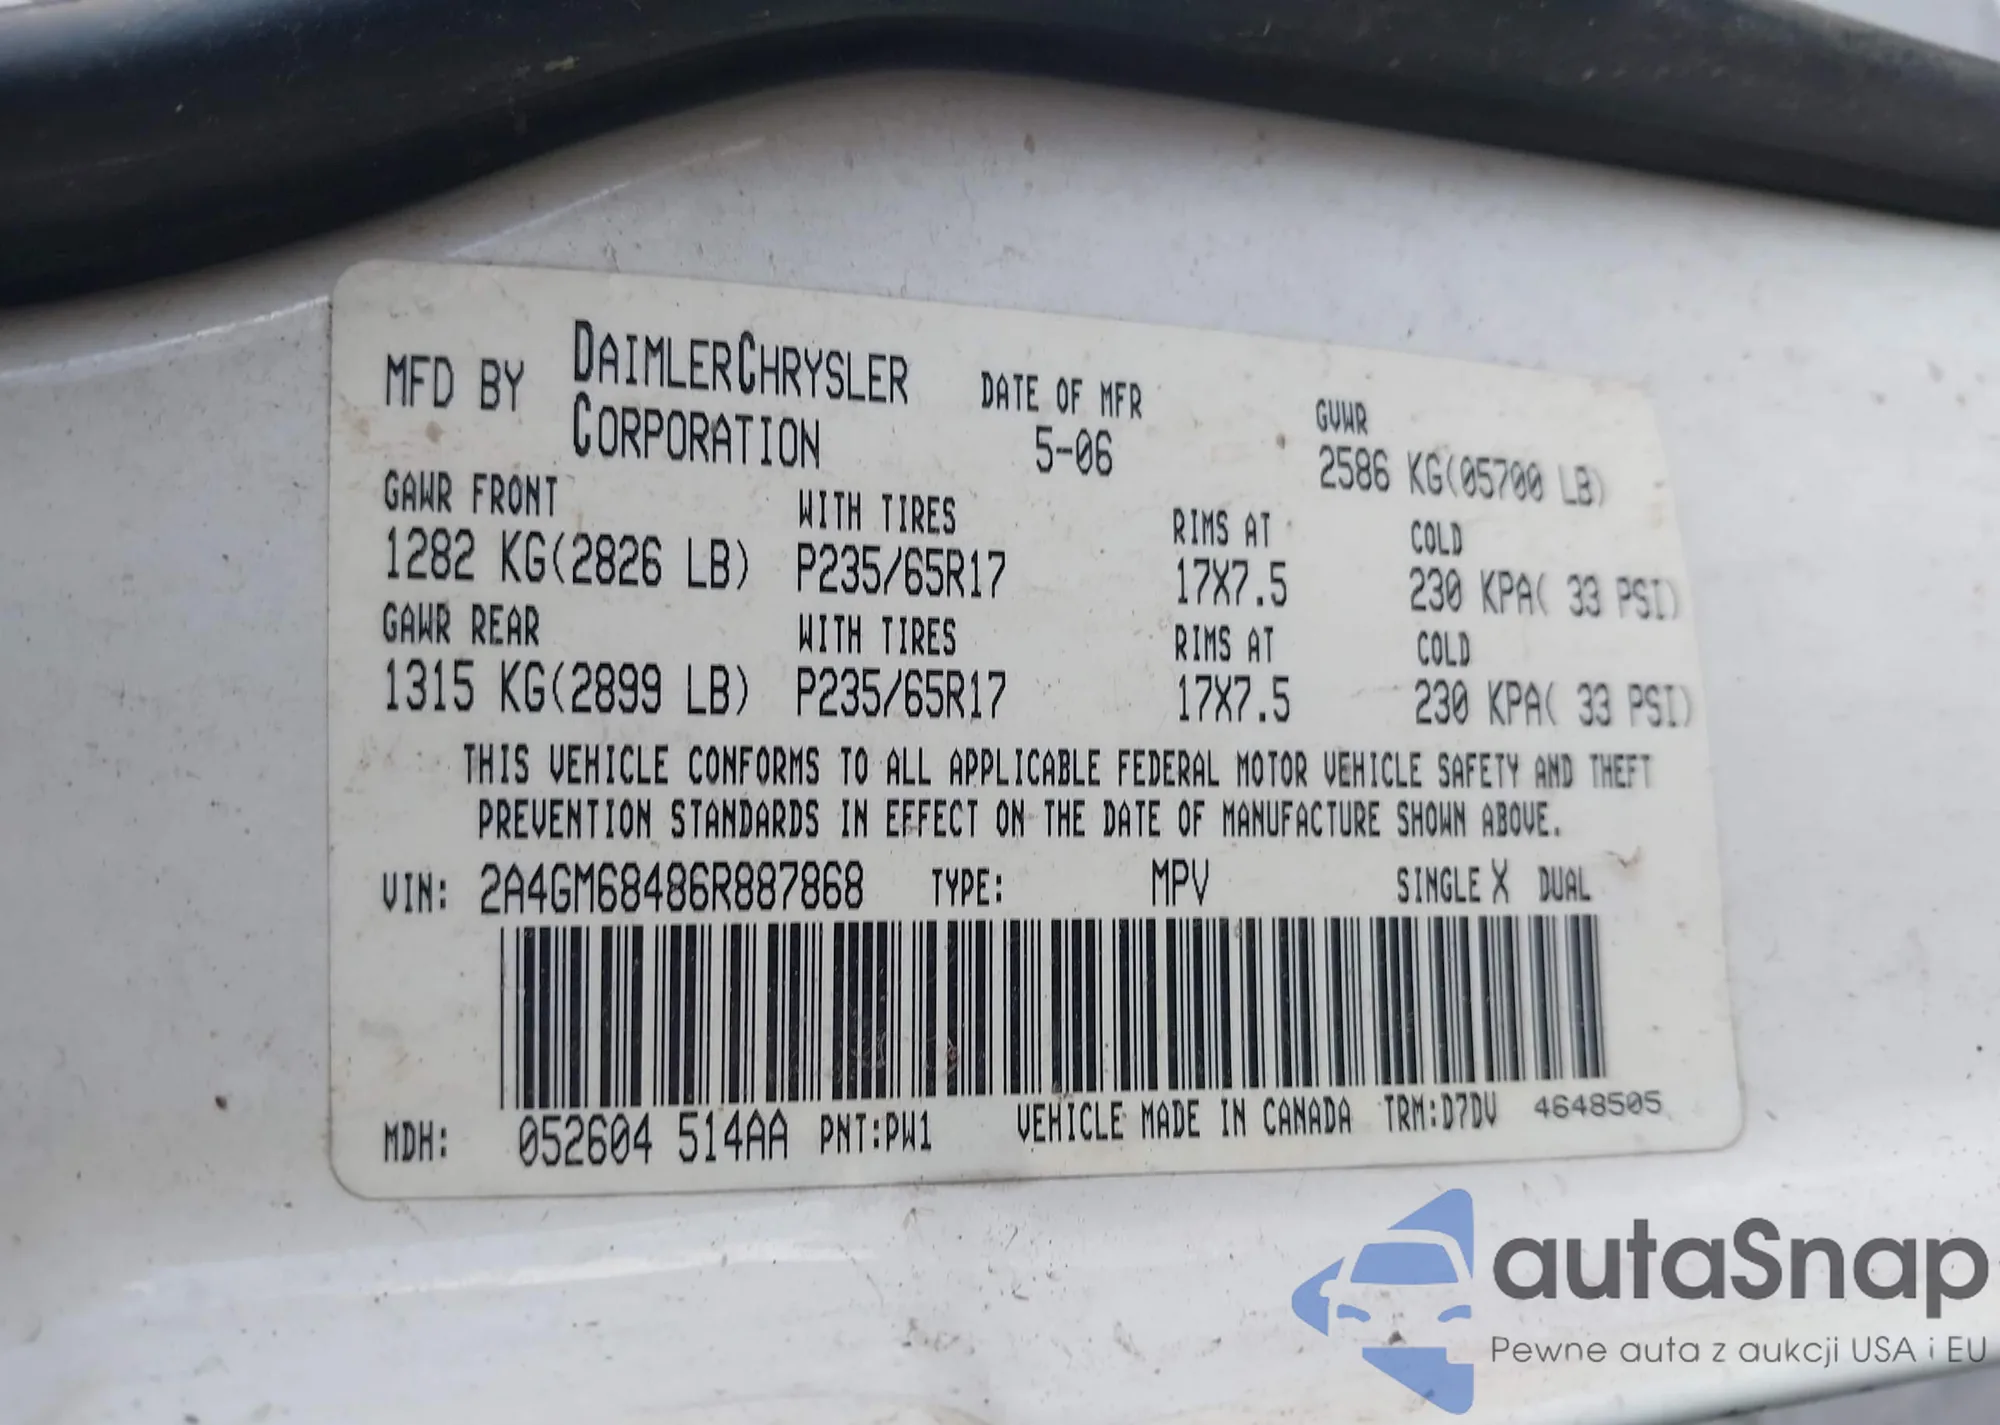 MFD BY DAIMLERCHRYSLER CORPORATION DATE OF MFR 5-06 GVWR 2586 KG(05700 LB)
GAWR FRONT WITH TIRES RIMS AT COLD
1282 KG(2826 LB) P235/65R17 17X7.5 230 KPA( 33 PSI)
GAWR REAR WITH TIRES RIMS AT COLD
1315 KG(2899 LB) P235/65R17 17X7.5 230 KPA( 33 PSI)
THIS VEHICLE CONFORMS TO ALL APPLICABLE FEDERAL MOTOR VEHICLE SAFETY AND THEFT
PREVENTION STANDARDS IN EFFECT ON THE DATE OF MANUFACTURE SHOWN ABOVE.
VIN: 2A4GM68486R887868 TYPE: MPV SINGLE X DUAL
MDH: 052604 514AA PNT:PW1 VEHICLE MADE IN CANADA TRM:D7DV 4648505
autaSnap
Pewne auta z aukcji USA i EU